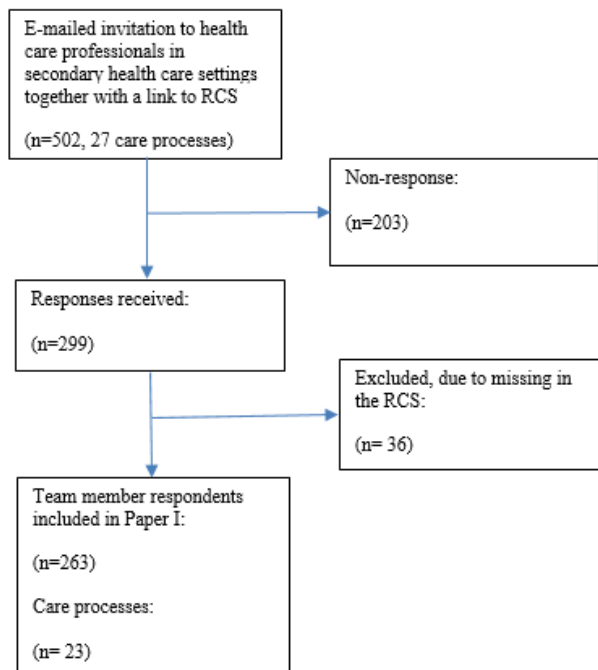 E-mailed invitation to health
care professionals in
secondary health care settings
together with a link to RCS
(n=502, 27 care processes)
Non-response:
(n=203)
Responses received:
(n=299)
Excluded, due to missing in
the RCS:
(n= 36)
Team member respondents
included in Paper I:
(n=263)
Care processes:
(n= 23)